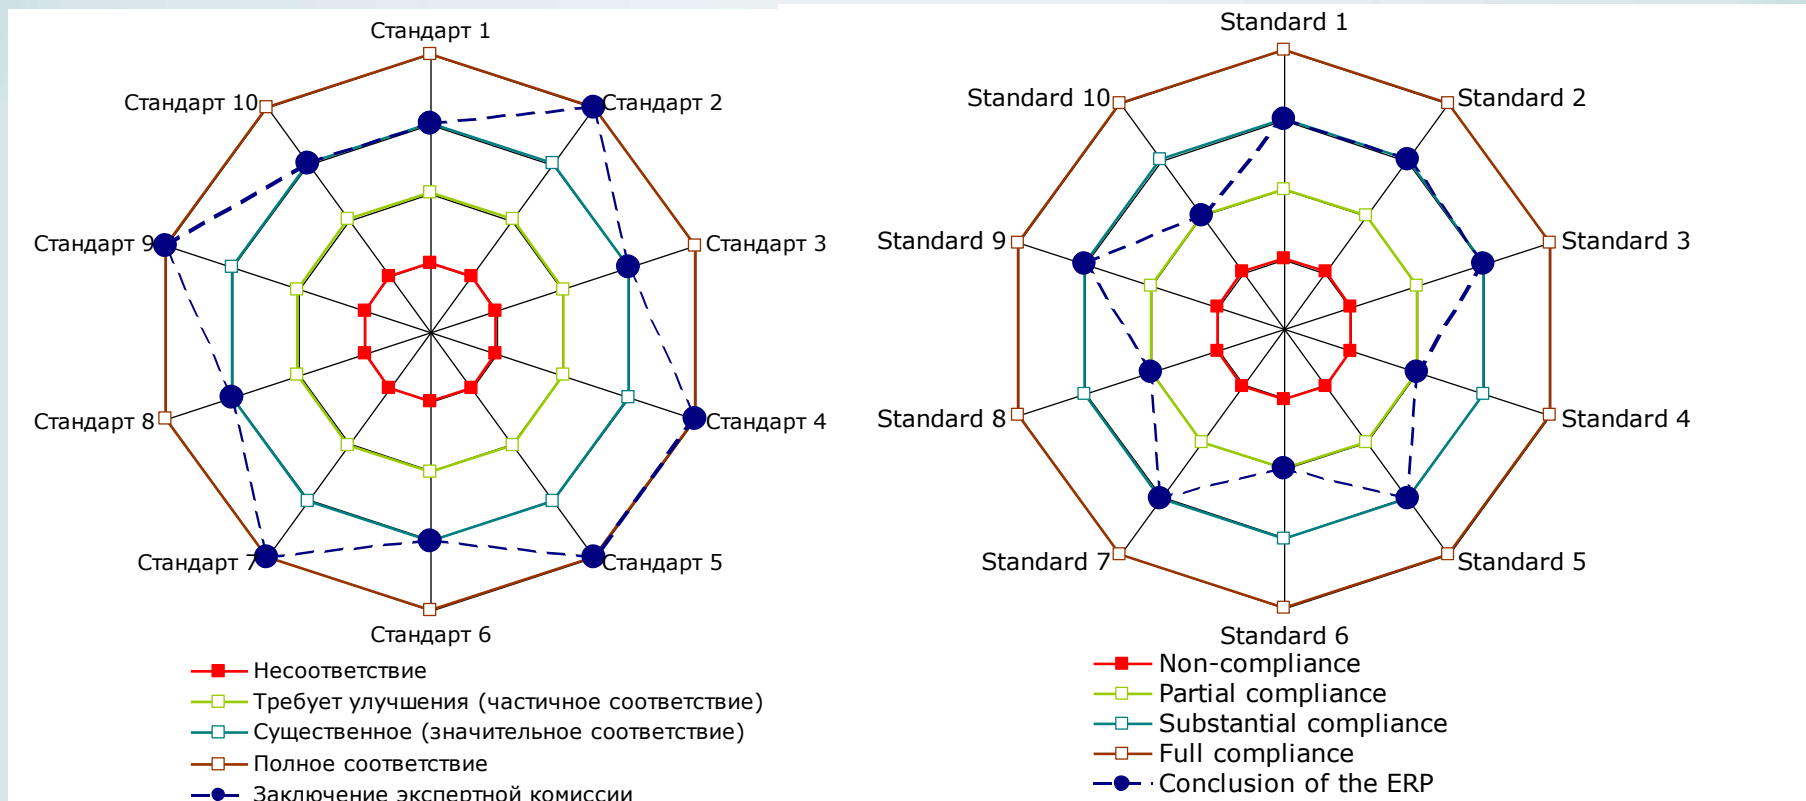 Стандарт 1
Стандарт 10
Стандарт 2
Стандарт 9
Стандарт 3
Стандарт 8
Стандарт 4
Стандарт 7
Стандарт 5
Стандарт 6
Несоответствие
Требует улучшения (частичное соответствие)
Существенное (значительное соответствие)
Полное соответствие
Заключение экспертной комиссии
Standard 1
Standard 10
Standard 2
Standard 9
Standard 3
Standard 8
Standard 4
Standard 7
Standard 5
Standard 6
Non-compliance
Partial compliance
Substantial compliance
Full compliance
Conclusion of the ERP